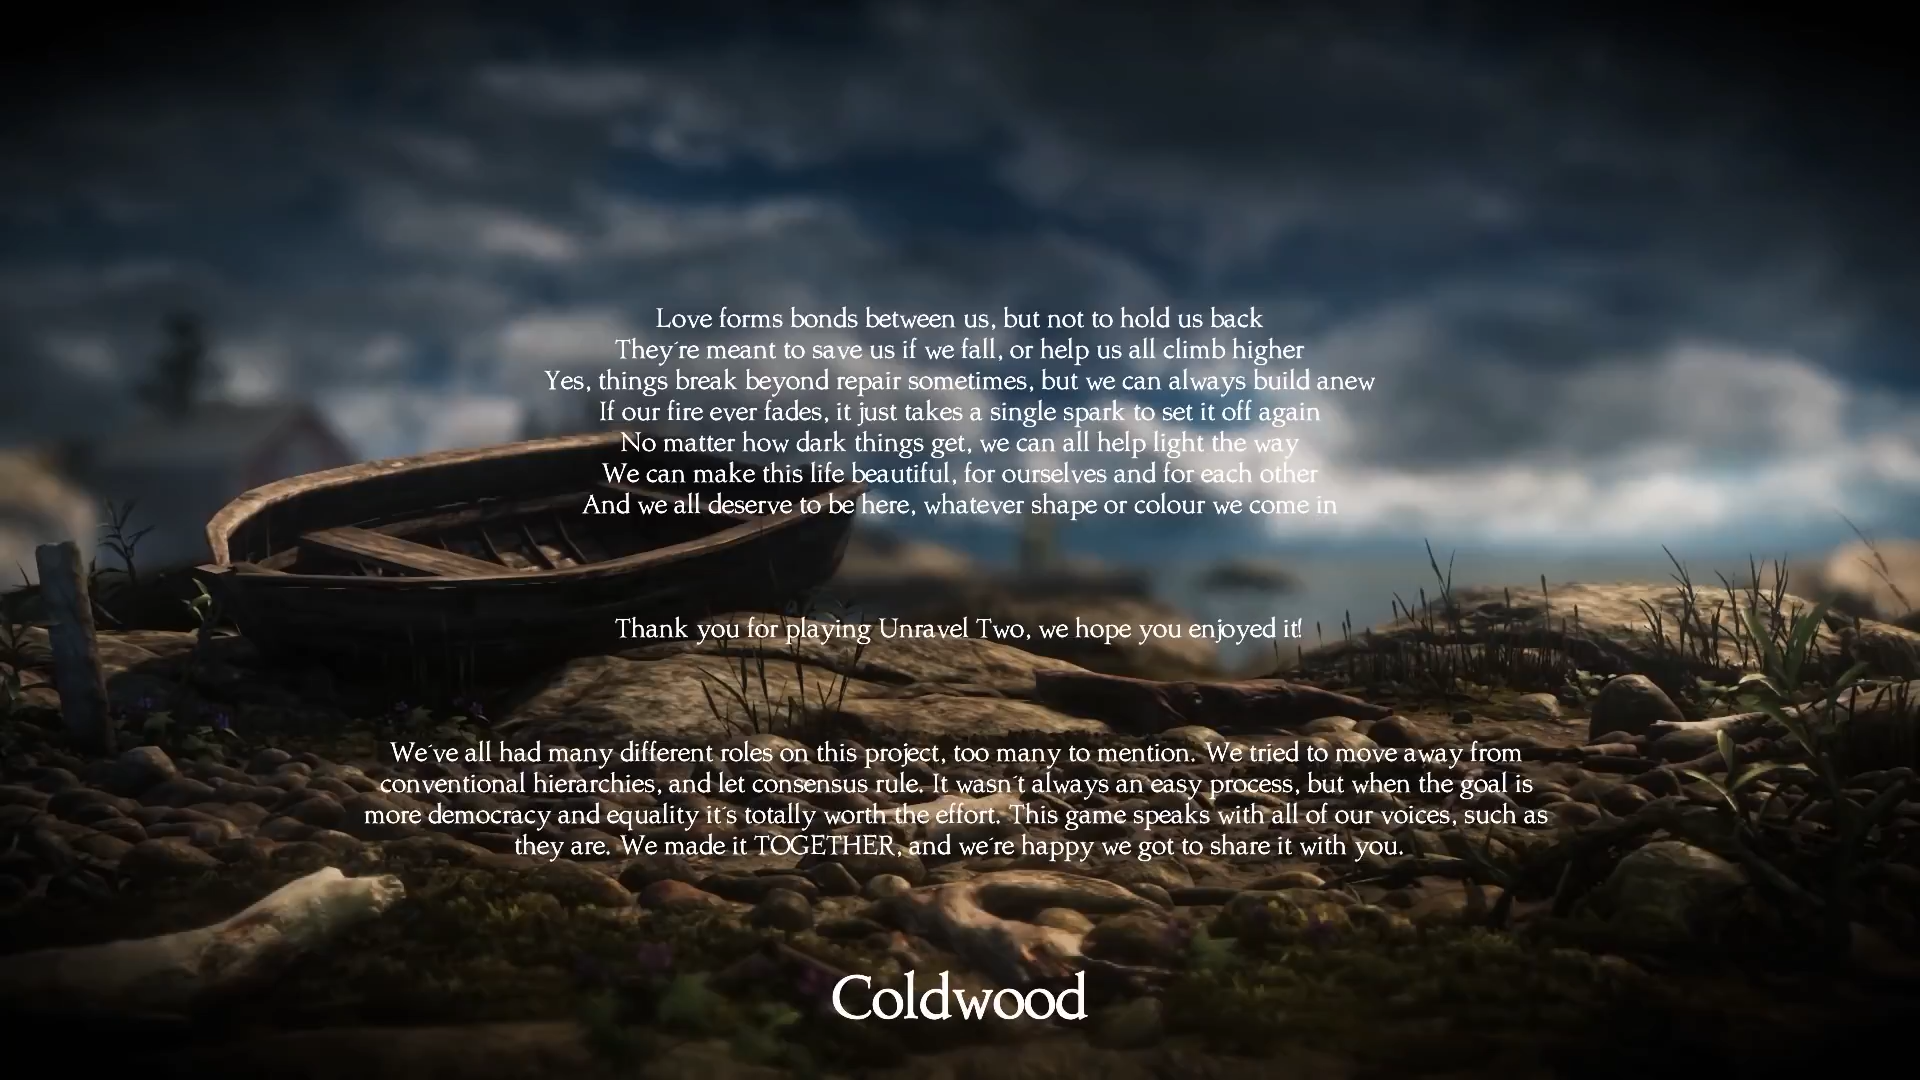 Love forms bonds between us, but not to hold us back
They´re meant to save us if we fall, or help us all climb higher
Yes, things break beyond repair sometimes, but we can always build anew
If our fire ever fades, it just takes a single spark to set it off again
No matter how dark things get, we can all help light the way
We can make this life beautiful, for ourselves and for each other
And we all deserve to be here, whatever shape or colour we come in
Thank you for playing Unravel Two, we hope you enjoyed it!
We´ve all had many different roles on this project, too many to mention. We tried to move away from
conventional hierarchies, and let consensus rule. It wasn´t always an easy process, but when the goal is
more democracy and equality it´s totally worth the effort. This game speaks with all of our voices, such as
they are. We made it TOGETHER, and we´re happy we got to share it with you.
Coldwood